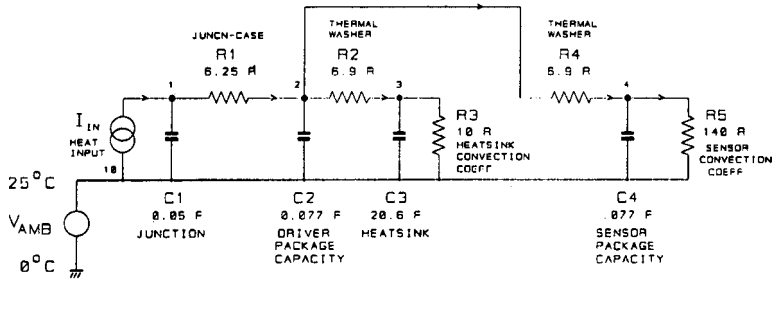 THERMAL
WASHER
THERMAL
WASHER
JUNCN-CASE
R1
R2
R4
6.25 R
6.9 R
6.9 R
1
2
3
4
I IN
HEAT
INPUT
10
R3
10 R
HEATSINK
CONVECTION
COEFF
R5
140 R
SENSOR
CONVECTION
COEFF
25°C
C1
C2
C3
C4
0.05 F
0.077 F
20.6 F
.077 F
JUNCTION
DRIVER
PACKAGE
CAPACITY
HEATSINK
SENSOR
PACKAGE
CAPACITY
VAMB
0°C